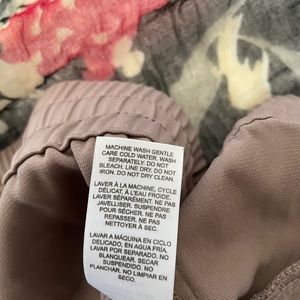 MACHINE WASH GENTLE
CARE COLD WATER. WASH
SEPARATELY. DO NOT
BLEACH. LINE DRY. DO NOT
IRON. DO NOT DRY CLEAN.
LAVER À LA MACHINE, CYCLE
DÉLICAT, À L'EAU FROIDE
LAVER SÉPARÉMENT. NE PAS
JAVELLISER. SUSPENDRE
POUR SÉCHER. NE PAS
REPASSER. NE PAS
NETTOYER À SEC.
LAVAR A MÁQUINA EN CICLO
DELICADO, EN AGUA FRÍA
LAVAR POR SEPARADO. NO
BLANQUEAR. SECAR
SUSPENDIDO. NO
PLANCHAR. NO LIMPIAR
EN SECO.